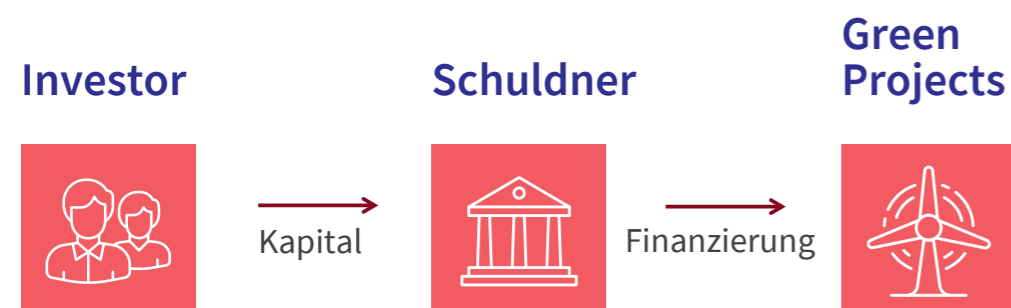 Investor
Schuldner
Green
Projects
Kapital
Finanzierung